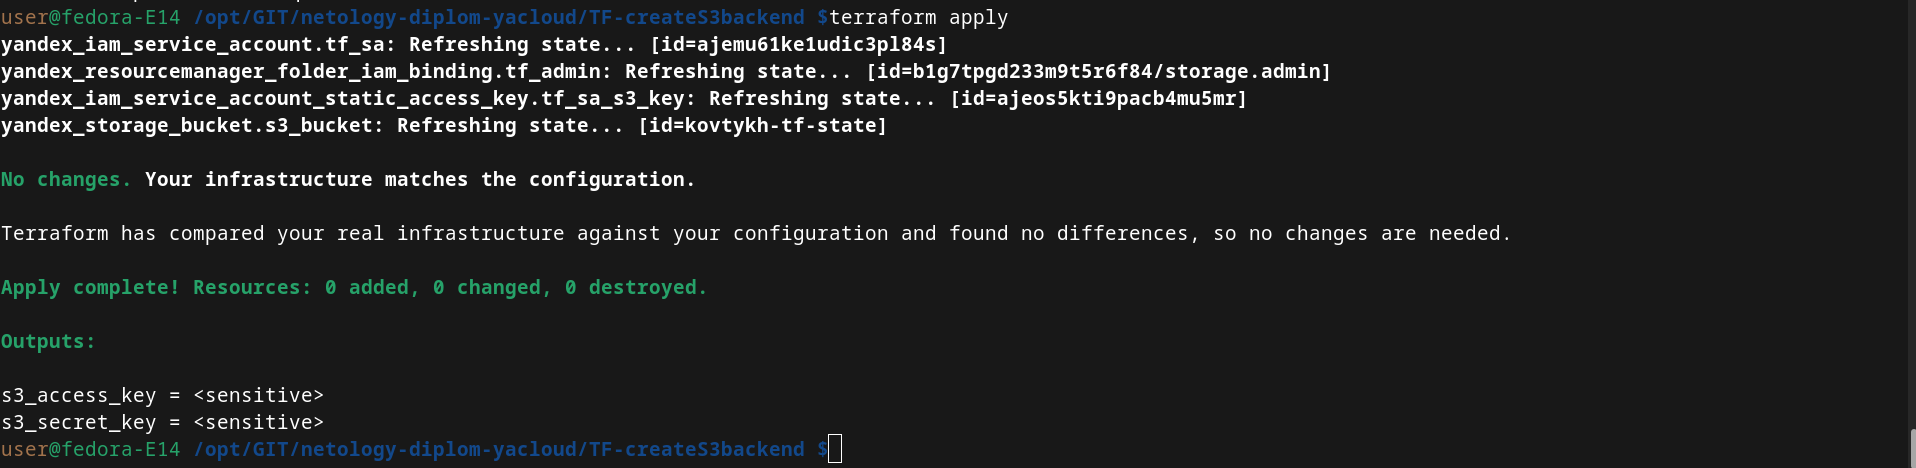 user@fedora-E14 /opt/GIT/netology-diplom-yacloud/TF-createS3backend $terraform apply
yandex_iam_service_account.tf_sa: Refreshing state... [id=ajemu61ke1udic3pl84s]
yandex_resourcemanager_folder_iam_binding.tf_admin: Refreshing state... [id=b1g7tpgd233m9t5r6f84/storage.admin]
yandex_iam_service_account_static_access_key.tf_sa_s3_key: Refreshing state... [id=ajeos5kti9pacb4mu5mr]
yandex_storage_bucket.s3_bucket: Refreshing state... [id=kovtykh-tf-state]
No changes. Your infrastructure matches the configuration.
Terraform has compared your real infrastructure against your configuration and found no differences, so no changes are needed.
Apply complete! Resources: 0 added, 0 changed, 0 destroyed.
Outputs:
s3_access_key = <sensitive>
s3_secret_key = <sensitive>
user@fedora-E14 /opt/GIT/netology-diplom-yacloud/TF-createS3backend $